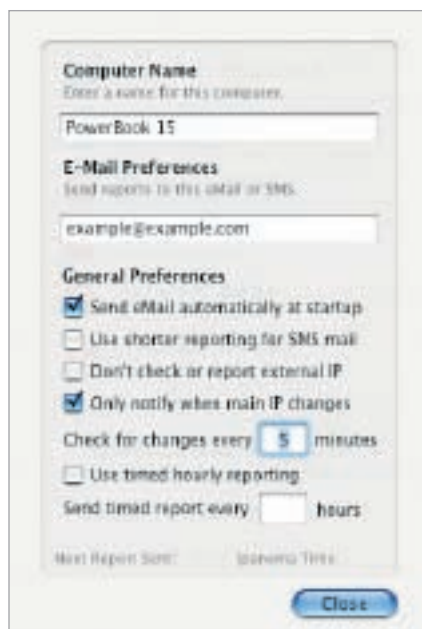 Computer Name
Enter a name for this computer.
PowerBook 15
E-Mail Preferences
Send reports to this eMail or SMS.
example@example.com
General Preferences
Send eMail automatically at startup
Use shorter reporting for SMS mail
Don't check or report external IP
Only notify when main IP changes
Check for changes every 5 minutes
Use timed hourly reporting
Send timed report every hours
Next Report Sent: Time
Close